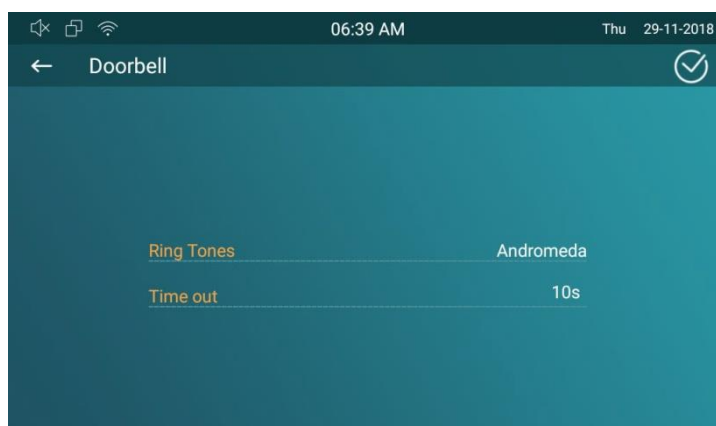 06:39 AM Thu 29-11-2018
Doorbell
Ring Tones Andromeda
Time out 10s